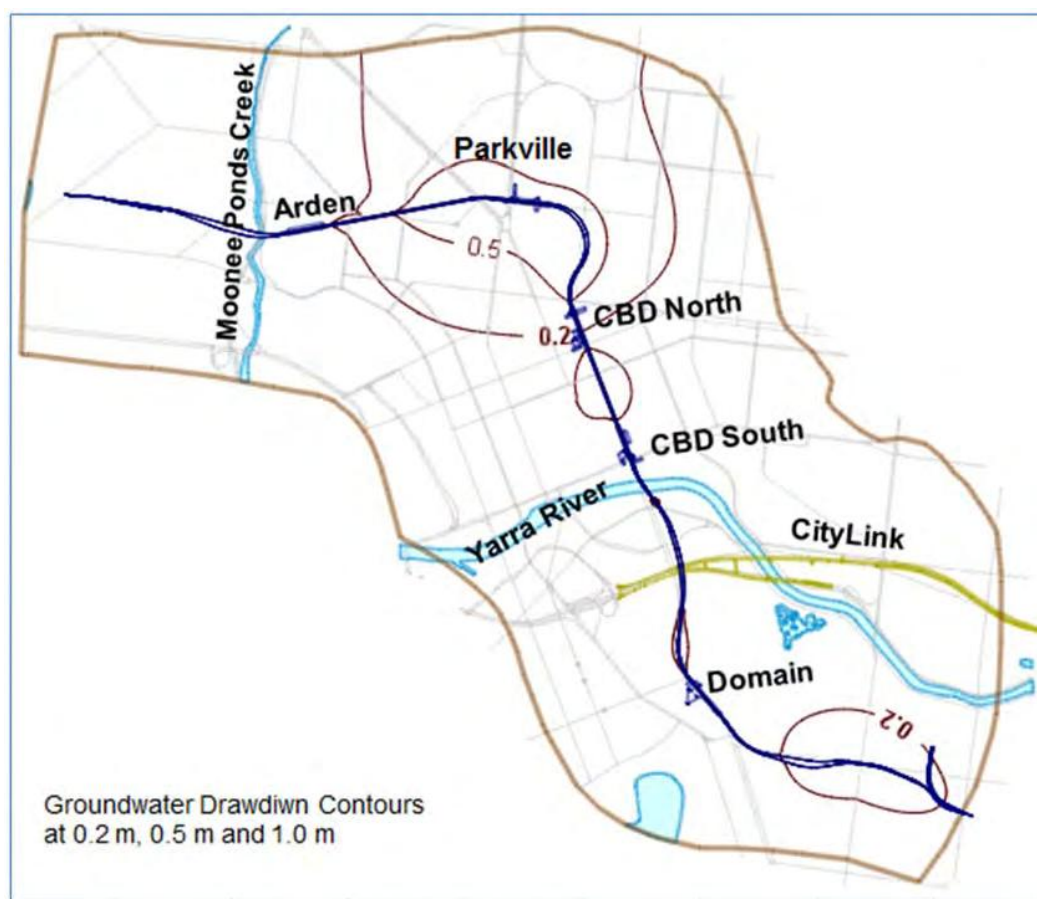 Moonee Ponds Creek
Parkville
Arden
0.5
CBD North
0.2
CBD South
Yarra River
CityLink
Domain
0.2
Groundwater Drawdiwn Contours
at 0.2 m, 0.5 m and 1.0 m